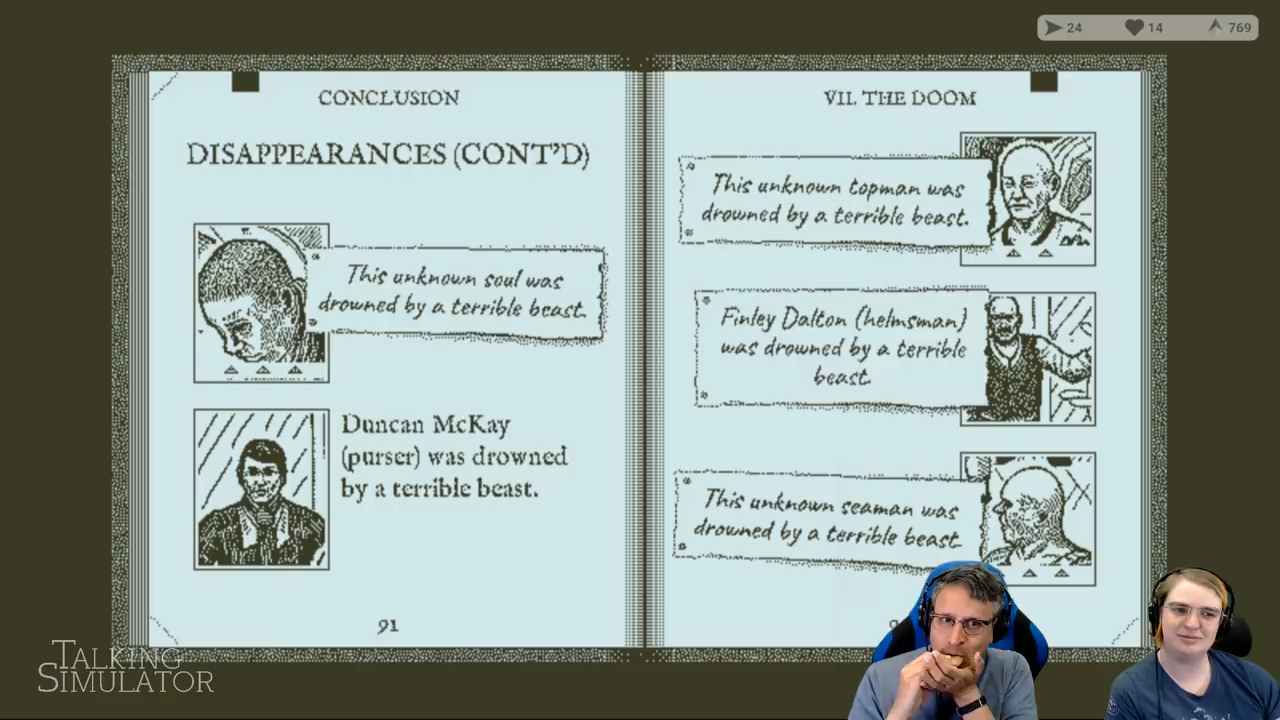 24 14 769
CONCLUSION
DISAPPEARANCES (CONT'D)
This unknown soul was
drowned by a terrible beast.
Duncan McKay
(purser) was drowned
by a terrible beast.
91
VII. THE DOOM
This unknown topman was
drowned by a terrible beast.
Finley Dalton (helmsman)
was drowned by a terrible
beast.
This unknown seaman was
drowned by a terrible beast.
TALKING
SIMULATOR